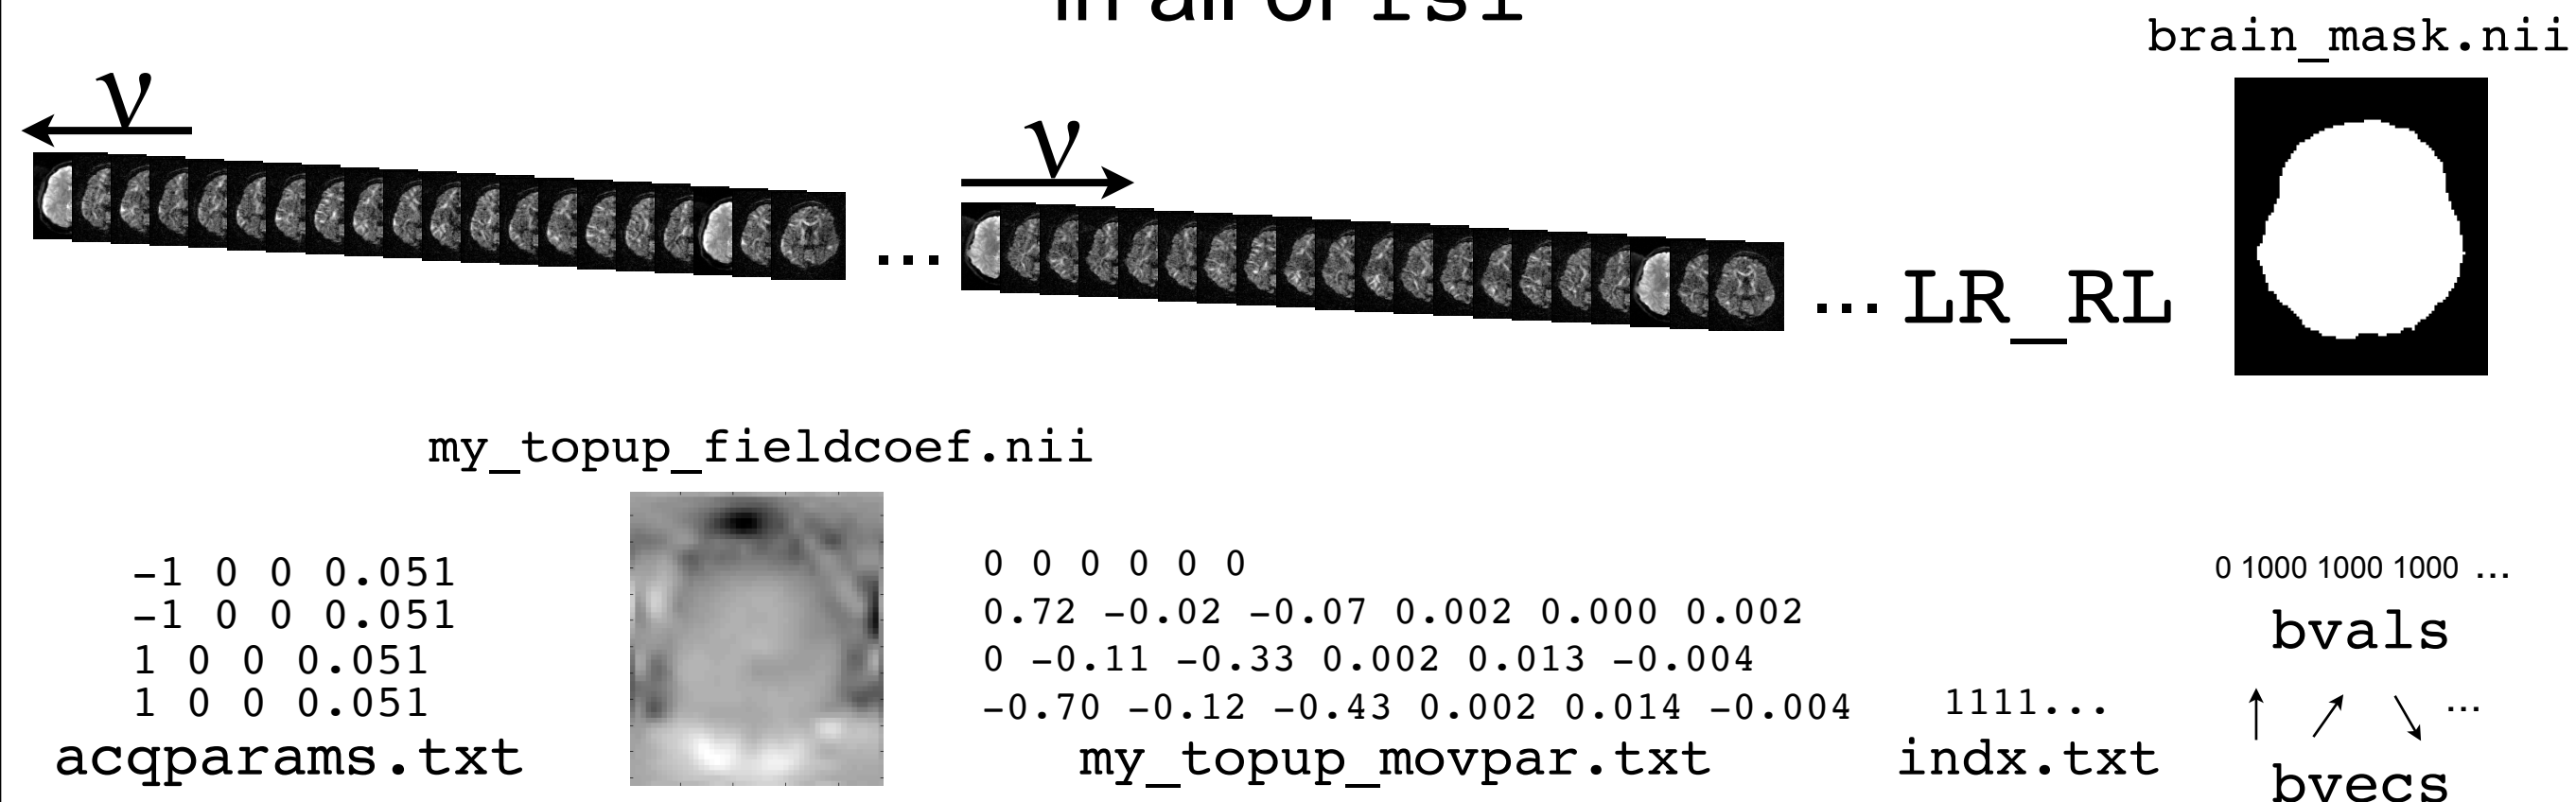 brain_mask.nii
ν
ν
...
... LR_RL
my_topup_fieldcoef.nii
-1 0 0 0.051
-1 0 0 0.051
1 0 0 0.051
1 0 0 0.051
acqparams.txt
0 0 0 0 0 0
0.72 -0.02 -0.07 0.002 0.000 0.002
0 -0.11 -0.33 0.002 0.013 -0.004
-0.70 -0.12 -0.43 0.002 0.014 -0.004
my_topup_movpar.txt
1111...
indx.txt
0 1000 1000 1000 ...
bvals
...
bvecs